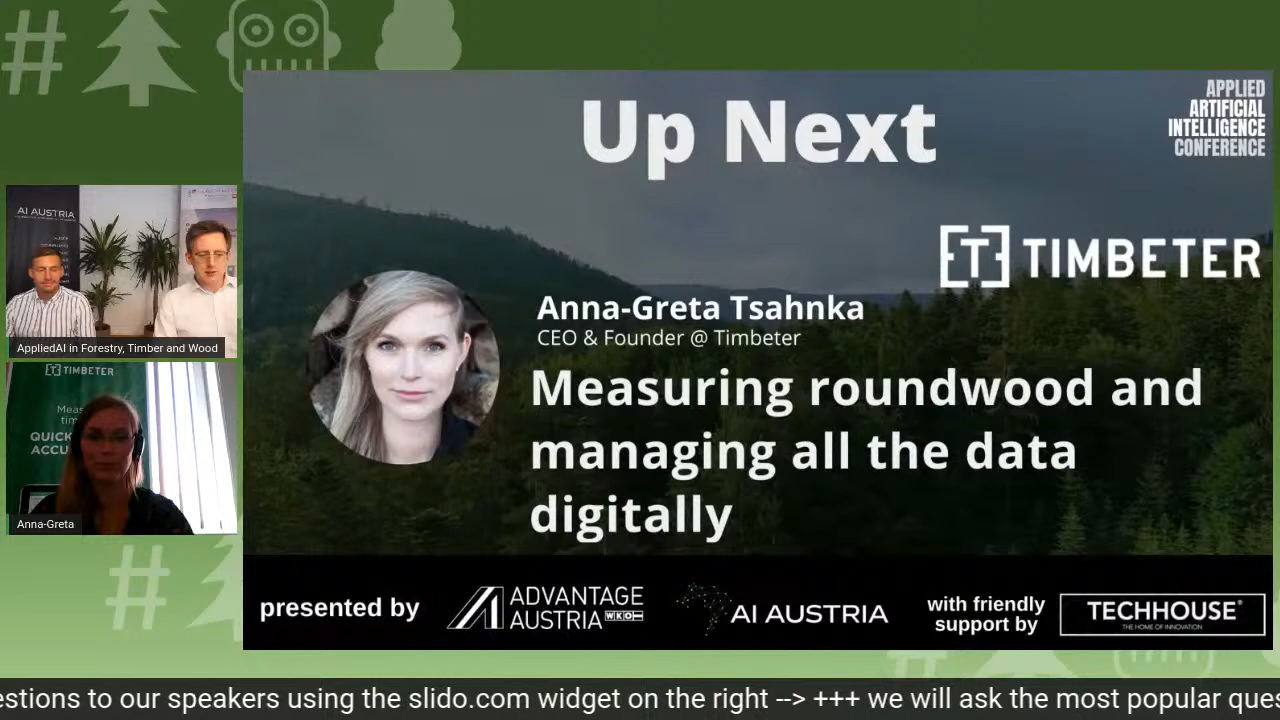 Up Next
APPLIED
ARTIFICIAL
INTELLIGENCE
CONFERENCE
TIMBETER
Anna-Greta Tsahnka
CEO & Founder @ Timbeter
Measuring roundwood and
managing all the data
digitally
AI AUSTRIA
AppliedAI in Forestry, Timber and Wood
TIMBETER
QUICK
ACCU
Anna-Greta
presented by
ADVANTAGE
AUSTRIA WKO
AI AUSTRIA
with friendly
support by
TECHHOUSE®
THE HOME OF INNOVATION
estions to our speakers using the slido.com widget on the right --> +++ we will ask the most popular ques